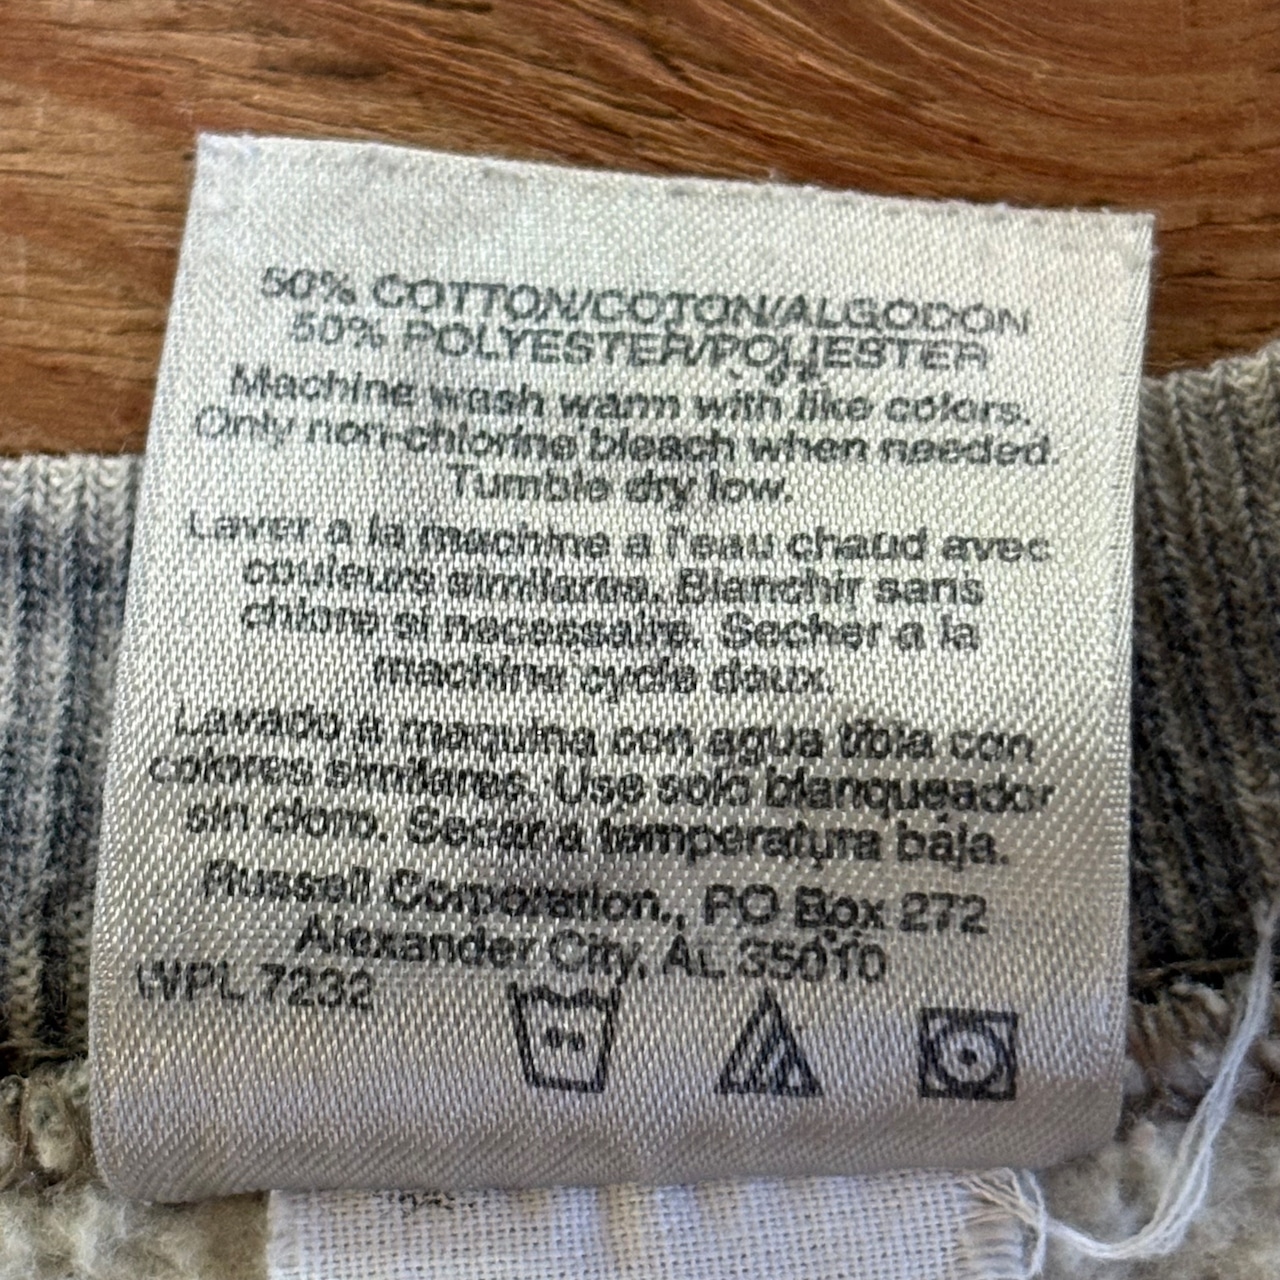 50% COTTON/COTON/ALGODÓN
50% POLYESTER/POLIESTER
Machine wash warm with like colors.
Only non-chlorine bleach when needed.
Tumble dry low.
Laver a la machine a l'eau chaud avec
couleurs similares. Blanchir sans
chlore si necessaire. Secher a la
machine cycle doux.
Lavado a maquina con agua tibia con
colores similares. Use solo blanqueador
sin cloro. Secar a temperatura baja.
Russell Corporation., PO Box 272
Alexander City, AL 35010
WPL 7232